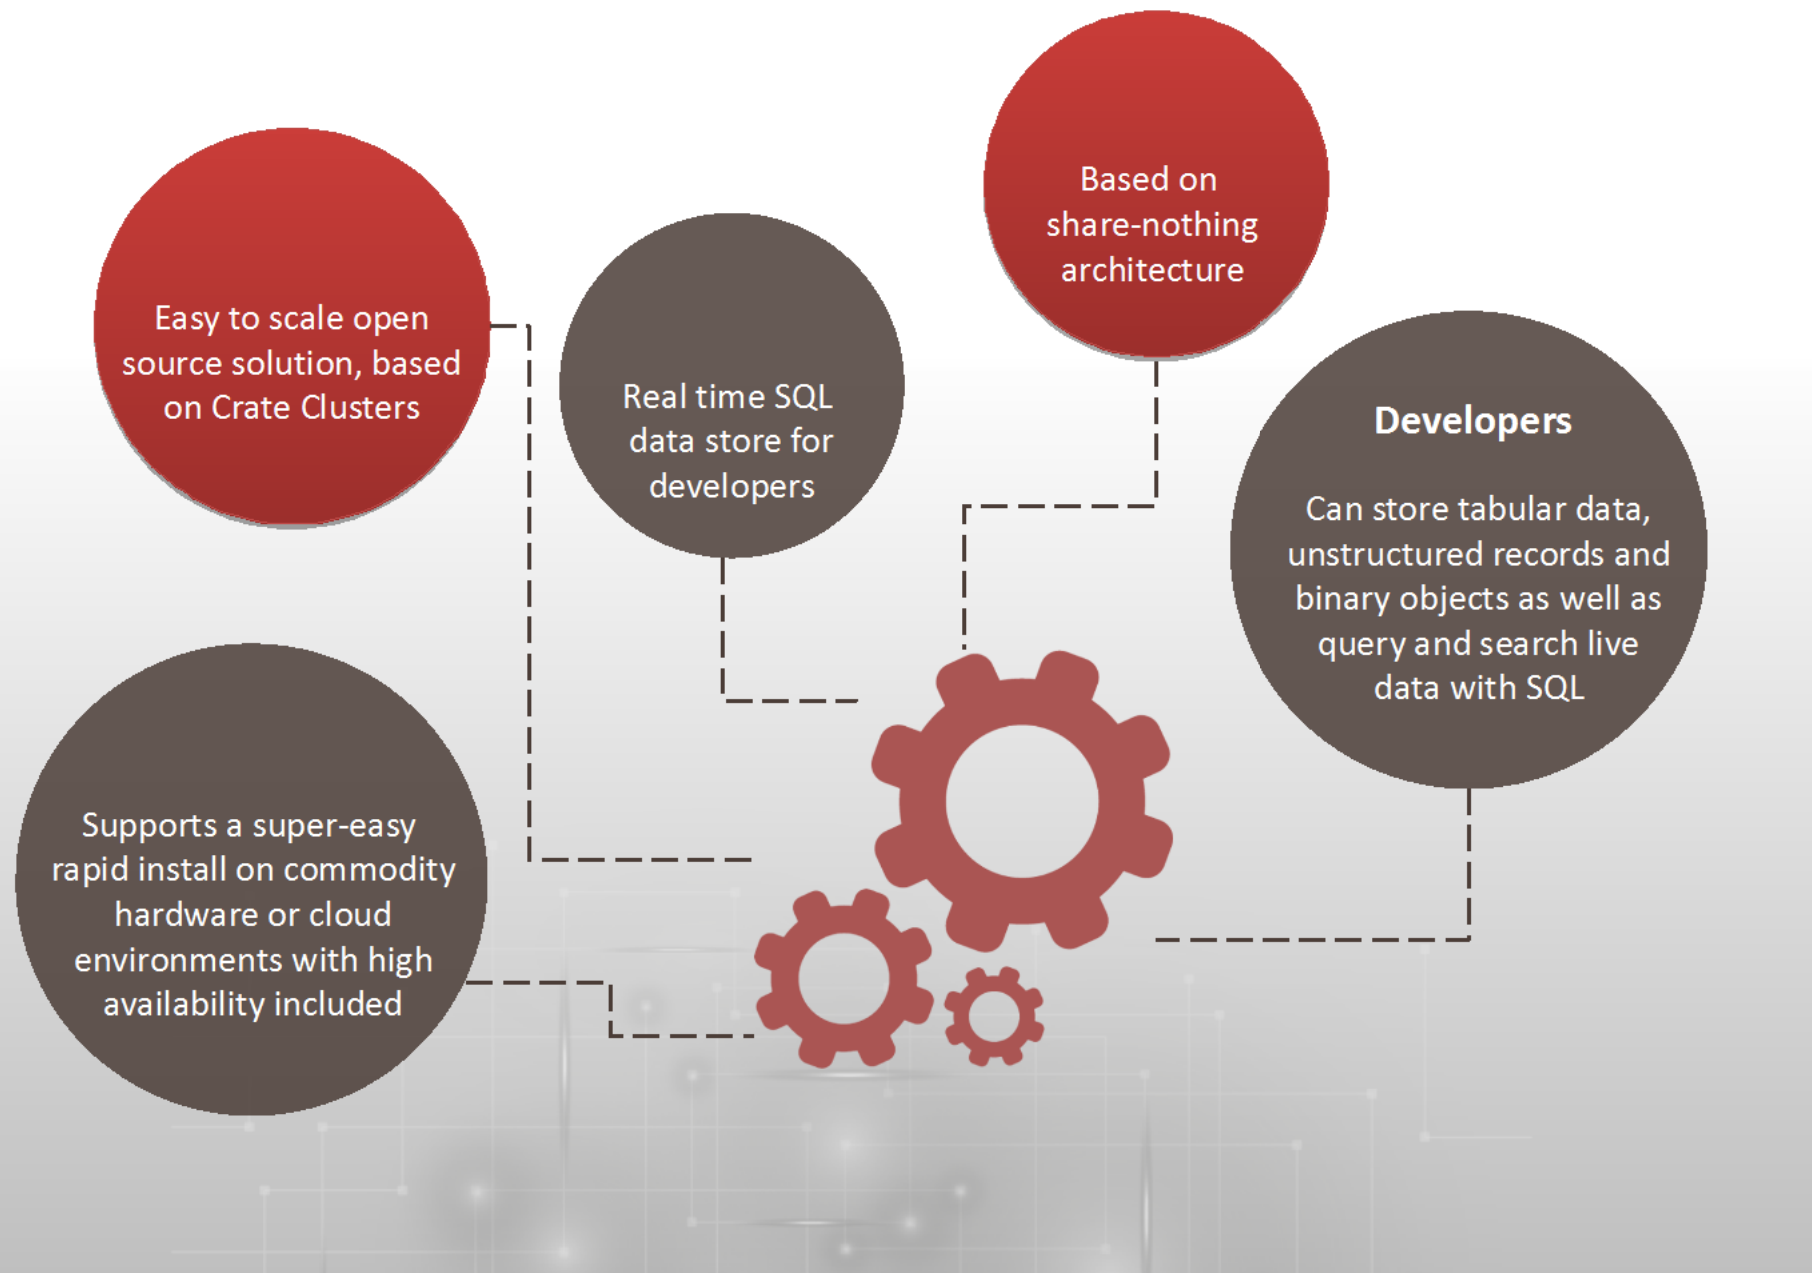 Easy to scale open
source solution, based
on Crate Clusters
Real time SQL
data store for
developers
Based on
share-nothing
architecture
Developers
Can store tabular data,
unstructured records and
binary objects as well as
query and search live
data with SQL
Supports a super-easy
rapid install on commodity
hardware or cloud
environments with high
availability included